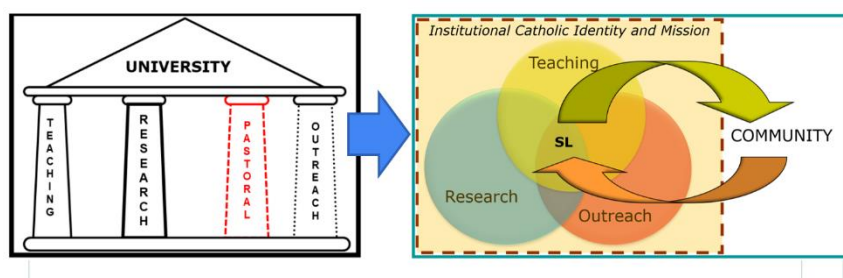 UNIVERSITY
TEACHING
RESEARCH
PASTORAL
OUTREACH
Institutional Catholic Identity and Mission
Teaching
SL
COMMUNITY
Research
Outreach